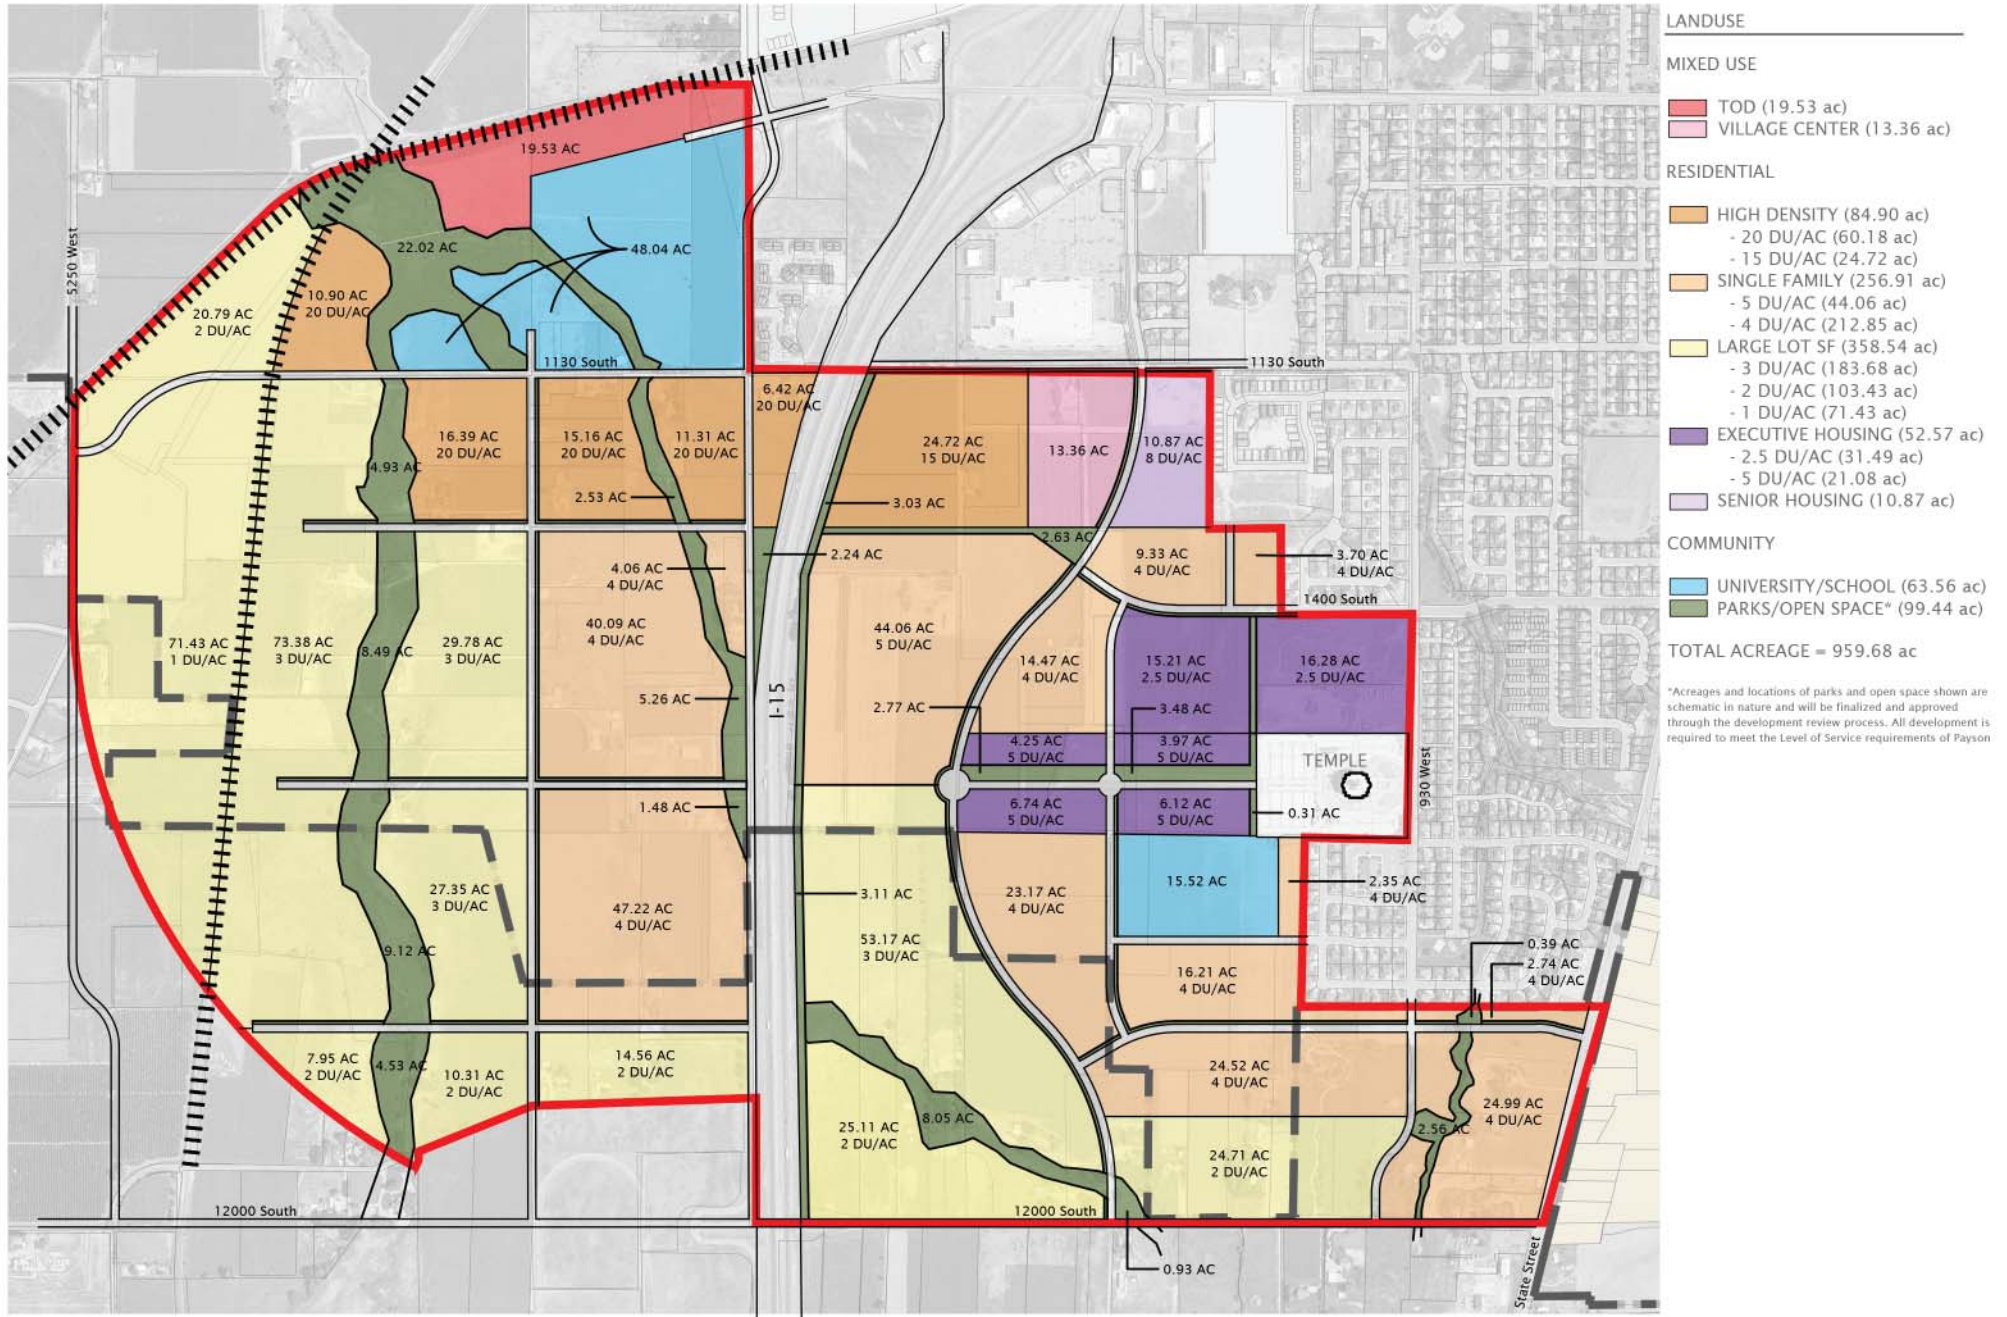 LANDUSE
MIXED USE
TOD (19.53 ac)
VILLAGE CENTER (13.36 ac)
RESIDENTIAL
HIGH DENSITY (84.90 ac)
- 20 DU/AC (60.18 ac)
- 15 DU/AC (24.72 ac)
SINGLE FAMILY (256.91 ac)
- 5 DU/AC (44.06 ac)
- 4 DU/AC (212.85 ac)
LARGE LOT SF (358.54 ac)
- 3 DU/AC (183.68 ac)
- 2 DU/AC (103.43 ac)
- 1 DU/AC (71.43 ac)
EXECUTIVE HOUSING (52.57 ac)
- 2.5 DU/AC (31.49 ac)
- 5 DU/AC (21.08 ac)
SENIOR HOUSING (10.87 ac)
COMMUNITY
UNIVERSITY/SCHOOL (63.56 ac)
PARKS/OPEN SPACE* (99.44 ac)
TOTAL ACREAGE = 959.68 ac
*Acreages and locations of parks and open space shown are
schematic in nature and will be finalized and approved
through the development review process. All development is
required to meet the Level of Service requirements of Payson
19.53 AC
22.02 AC
48.04 AC
5250 West
10.90 AC
20 DU/AC
20.79 AC
2 DU/AC
1130 South
1130 South
6.42 AC
20 DU/AC
16.39 AC
20 DU/AC
15.16 AC
20 DU/AC
11.31 AC
20 DU/AC
24.72 AC
15 DU/AC
13.36 AC
10.87 AC
8 DU/AC
4.93 AC
2.53 AC
3.03 AC
2.63 AC
2.24 AC
9.33 AC
4 DU/AC
3.70 AC
4 DU/AC
4.06 AC
4 DU/AC
1400 South
71.43 AC
1 DU/AC
73.38 AC
3 DU/AC
8.49 AC
29.78 AC
3 DU/AC
40.09 AC
4 DU/AC
44.06 AC
5 DU/AC
14.47 AC
4 DU/AC
15.21 AC
2.5 DU/AC
16.28 AC
2.5 DU/AC
5.26 AC
I-15
2.77 AC
3.48 AC
4.25 AC
5 DU/AC
3.97 AC
5 DU/AC
TEMPLE
930 West
1.48 AC
6.74 AC
5 DU/AC
6.12 AC
5 DU/AC
0.31 AC
27.35 AC
3 DU/AC
47.22 AC
4 DU/AC
3.11 AC
23.17 AC
4 DU/AC
15.52 AC
2.35 AC
4 DU/AC
9.12 AC
53.17 AC
3 DU/AC
16.21 AC
4 DU/AC
0.39 AC
2.74 AC
4 DU/AC
7.95 AC
2 DU/AC
4.53 AC
10.31 AC
2 DU/AC
14.56 AC
2 DU/AC
24.52 AC
4 DU/AC
25.11 AC
2 DU/AC
8.05 AC
24.99 AC
4 DU/AC
2.56 AC
24.71 AC
2 DU/AC
12000 South
12000 South
0.93 AC
State Street